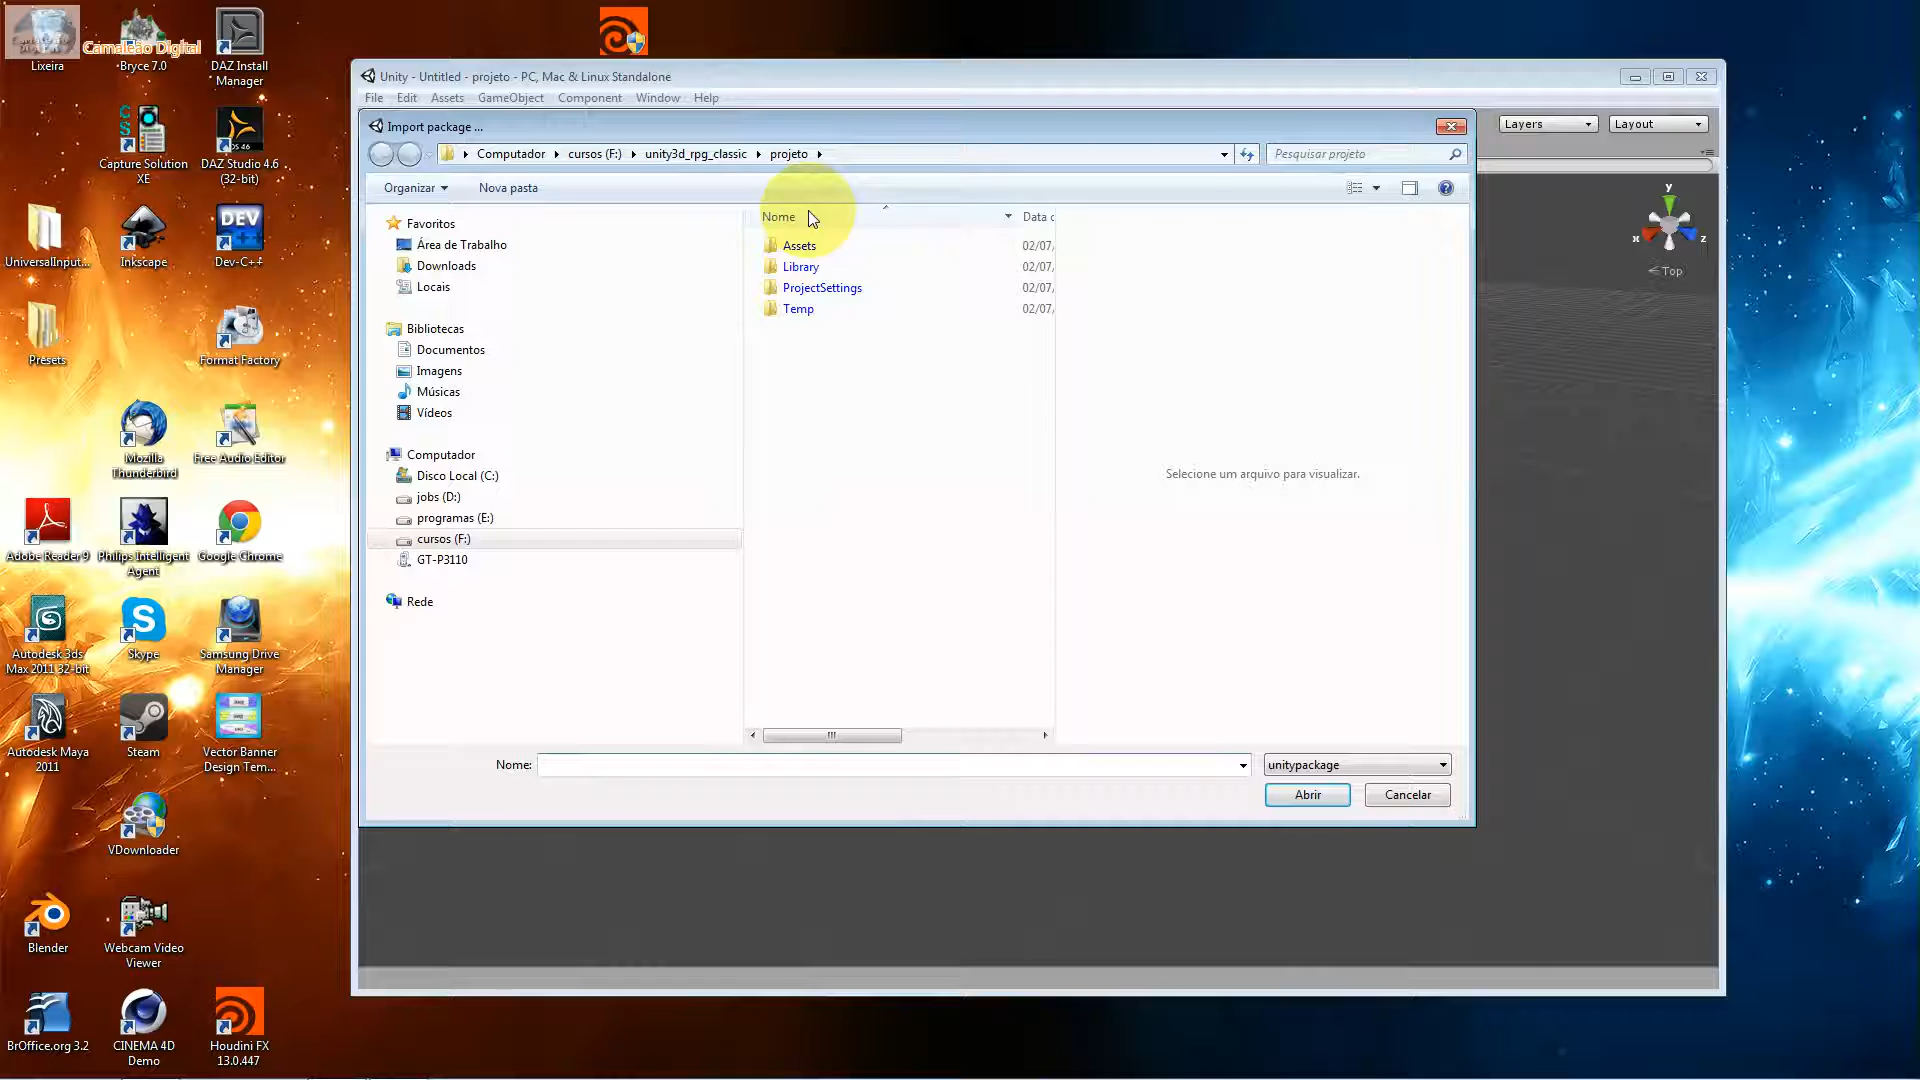 Lixeira
Camaleão Digital
Bryce 7.0
DAZ Install
Manager
Capture Solution
XE
DAZ Studio 4.6
(32-bit)
UniversalInput...
Inkscape
Dev-C++
Presets
Format Factory
Mozilla
Thunderbird
Free Audio Editor
Adobe Reader 9
Philips Intelligent
Agent
Google Chrome
Autodesk 3ds
Max 2011 32-bit
Skype
Samsung Drive
Manager
Autodesk Maya
2011
Steam
Vector Banner
Design Tem...
VDownloader
Blender
Webcam Video
Viewer
BrOffice.org 3.2
CINEMA 4D
Demo
Houdini FX
13.0.447
Unity - Untitled - projeto - PC, Mac & Linux Standalone
File Edit Assets GameObject Component Window Help
Layers
Layout
Import package ...
Computador cursos (F:) unity3d_rpg_classic projeto
Pesquisar projeto
Organizar
Nova pasta
Favoritos
Área de Trabalho
Downloads
Locais
Bibliotecas
Documentos
Imagens
Músicas
Vídeos
Computador
Disco Local (C:)
jobs (D:)
programas (E:)
cursos (F:)
GT-P3110
Rede
Nome
Data c
Assets 02/07,
Library 02/07,
ProjectSettings 02/07,
Temp 02/07,
Selecione um arquivo para visualizar.
y
x
z
Top
Nome:
unitypackage
Abrir
Cancelar